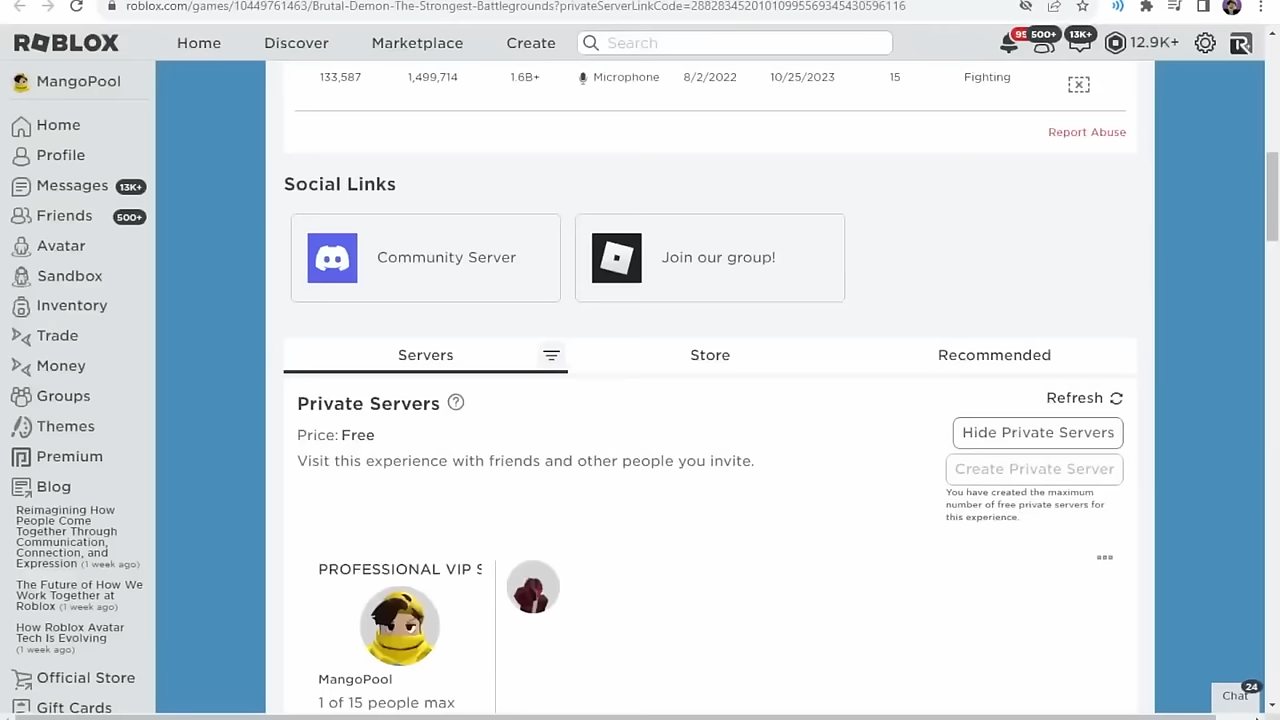 roblox.com/games/10449761463/Brutal-Demon-The-Strongest-Battlegrounds?privateServerLinkCode=28828345201010995569345430596116
ROBLOX
Home
Discover
Marketplace
Create
Search
500+
13K+
12.9K+
MangoPool
Home
Profile
Messages 13K+
Friends 500+
Avatar
Sandbox
Inventory
Trade
Money
Groups
Themes
Premium
Blog
Reimagining How
People Come
Together Through
Communication,
Connection, and
Expression (1 week ago)
The Future of How We
Work Together at
Roblox (1 week ago)
How Roblox Avatar
Tech Is Evolving
(1 week ago)
Official Store
Gift Cards
133,587 1,499,714 1.6B+ Microphone 8/2/2022 10/25/2023 15 Fighting
Report Abuse
Social Links
Community Server
Join our group!
Servers
Store
Recommended
Private Servers
Refresh
Price: Free
Hide Private Servers
Visit this experience with friends and other people you invite.
Create Private Server
You have created the maximum
number of free private servers for
this experience.
PROFESSIONAL VIP S
MangoPool
1 of 15 people max
Chat 24